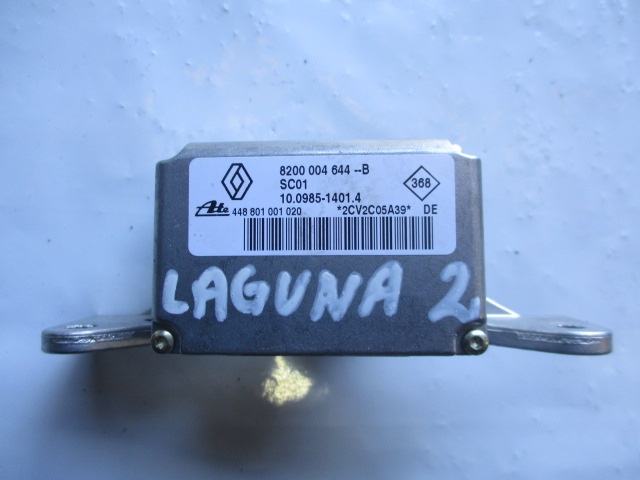 8200 004 644 --B
SC01
368
10.0985-1401.4
Ate 448 801 001 020 *2CV2C05A39* DE
LAGUNA 2